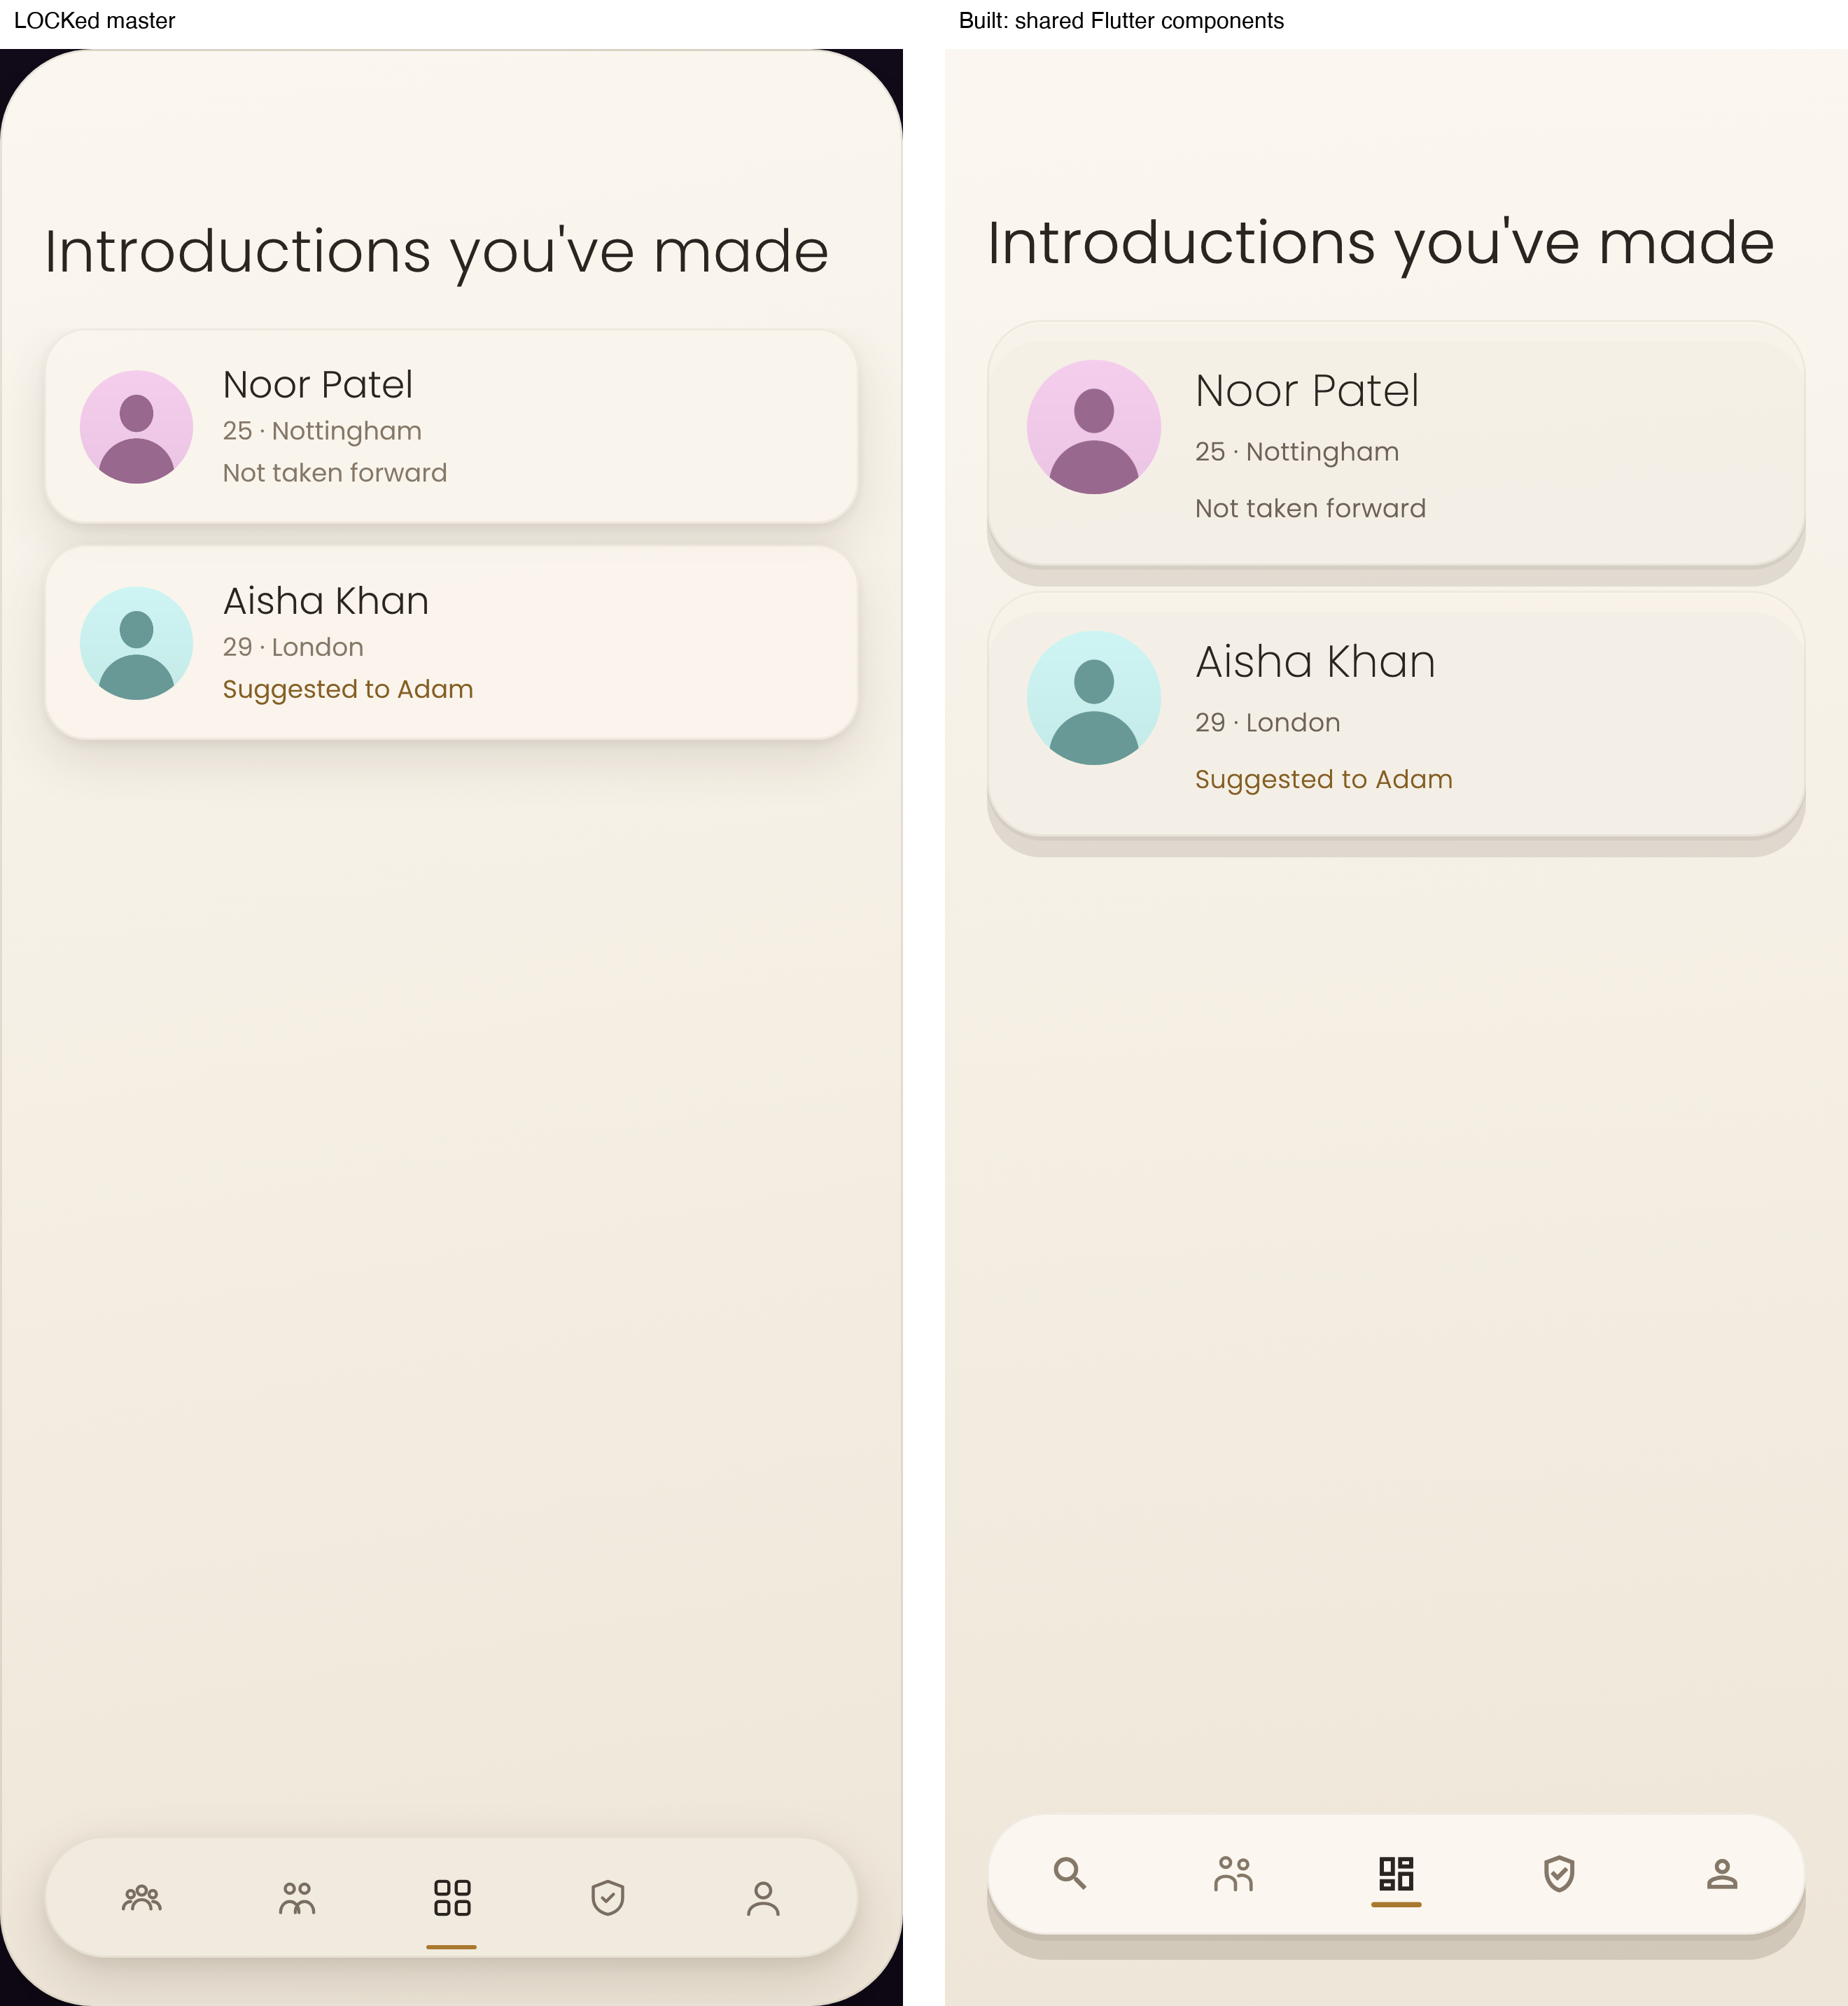 LOCKed master
Introductions you've made
Noor Patel
25 · Nottingham
Not taken forward
Aisha Khan
29 · London
Suggested to Adam
Built: shared Flutter components
Introductions you've made
Noor Patel
25 · Nottingham
Not taken forward
Aisha Khan
29 · London
Suggested to Adam